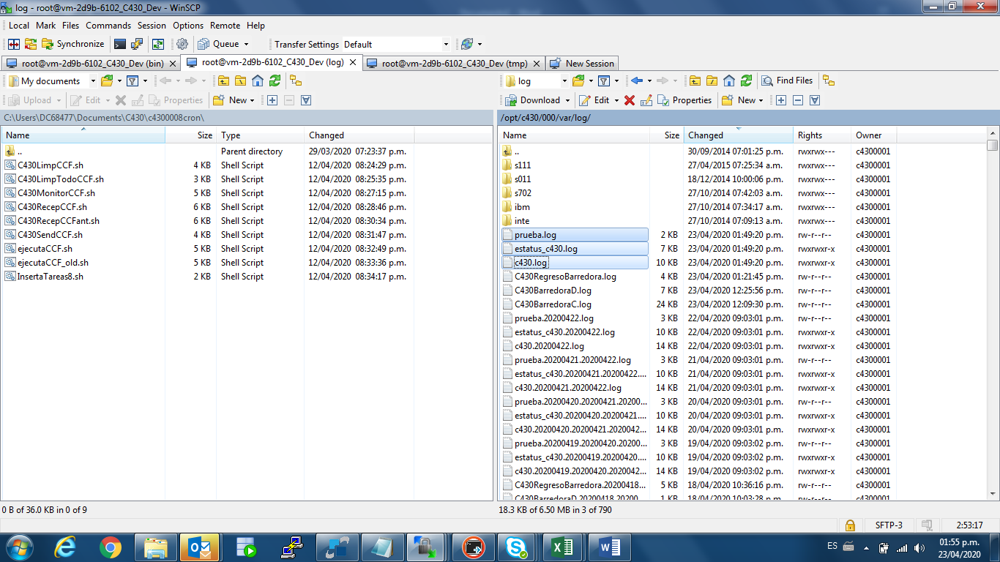 log - root@vm-2d9b-6102_C430_Dev - WinSCP
Local Mark Files Commands Session Options Remote Help
Synchronize Queue Transfer Settings Default
root@vm-2d9b-6102_C430_Dev (bin) root@vm-2d9b-6102_C430_Dev (log) root@vm-2d9b-6102_C430_Dev (tmp) New Session
My documents log Find Files
Upload Edit Properties New Download Edit Properties New
C:\Users\DC68477\Documents\C430\c4300008cron\
Name Size Type Changed
.. Parent directory 29/03/2020 07:23:37 p.m.
C430LimpCCF.sh 4 KB Shell Script 12/04/2020 08:24:29 p.m.
C430LimpTodoCCF.sh 3 KB Shell Script 12/04/2020 08:25:35 p.m.
C430MonitorCCF.sh 5 KB Shell Script 12/04/2020 08:27:15 p.m.
C430RecepCCF.sh 6 KB Shell Script 12/04/2020 08:28:46 p.m.
C430RecepCCFant.sh 6 KB Shell Script 12/04/2020 08:30:34 p.m.
C430SendCCF.sh 4 KB Shell Script 12/04/2020 08:31:47 p.m.
ejecutaCCF.sh 5 KB Shell Script 12/04/2020 08:32:49 p.m.
ejecutaCCF_old.sh 5 KB Shell Script 12/04/2020 08:33:36 p.m.
InsertaTareas8.sh 2 KB Shell Script 12/04/2020 08:34:17 p.m.
0 B of 36.0 KB in 0 of 9
/opt/c430/000/var/log/
Name Size Changed Rights Owner
.. 30/09/2014 07:01:25 p.m. rwxrwx--- c4300001
s111 27/04/2015 07:25:34 a.m. rwxrwx--- c4300001
s011 18/12/2014 10:00:06 p.m. rwxrwx--- c4300001
s702 27/10/2014 07:42:03 a.m. rwxrwx--- c4300001
ibm 27/10/2014 07:34:17 a.m. rwxrwx--- c4300001
inte 27/10/2014 07:09:13 a.m. rwxrwx--- c4300001
prueba.log 2 KB 23/04/2020 01:49:20 p.m. rw-r--r-- c4300001
estatus_c430.log 7 KB 23/04/2020 01:49:20 p.m. rwxrwxr-x c4300001
c430.log 10 KB 23/04/2020 01:49:20 p.m. rwxrwxr-x c4300001
C430RegresoBarredora.log 4 KB 23/04/2020 01:21:45 p.m. rw-r--r-- c4300001
C430BarredoraD.log 7 KB 23/04/2020 12:25:56 p.m. rw-r--r-- c4300001
C430BarredoraC.log 24 KB 23/04/2020 12:09:30 p.m. rw-r--r-- c4300001
prueba.20200422.log 3 KB 22/04/2020 09:03:01 p.m. rw-r--r-- c4300001
estatus_c430.20200422.log 10 KB 22/04/2020 09:03:01 p.m. rwxrwxr-x c4300001
c430.20200422.log 14 KB 22/04/2020 09:03:01 p.m. rwxrwxr-x c4300001
prueba.20200421.20200422.log 3 KB 21/04/2020 09:03:01 p.m. rw-r--r-- c4300001
estatus_c430.20200421.20200422.... 10 KB 21/04/2020 09:03:01 p.m. rwxrwxr-x c4300001
c430.20200421.20200422.log 14 KB 21/04/2020 09:03:01 p.m. rwxrwxr-x c4300001
prueba.20200420.20200421.20200... 3 KB 20/04/2020 09:03:01 p.m. rw-r--r-- c4300001
estatus_c430.20200420.20200421.... 10 KB 20/04/2020 09:03:01 p.m. rwxrwxr-x c4300001
c430.20200420.20200421.2020042... 14 KB 20/04/2020 09:03:01 p.m. rwxrwxr-x c4300001
prueba.20200419.20200420.20200... 3 KB 19/04/2020 09:03:02 p.m. rw-r--r-- c4300001
estatus_c430.20200419.20200420.... 10 KB 19/04/2020 09:03:02 p.m. rwxrwxr-x c4300001
c430.20200419.20200420.2020042... 14 KB 19/04/2020 09:03:02 p.m. rwxrwxr-x c4300001
C430RegresoBarredora.20200418... 5 KB 18/04/2020 10:36:16 p.m. rw-r--r-- c4300001
C430BarredoraD.20200418.20200... 1 KB 18/04/2020 10:03:28 p.m. rw-r--r-- c4300001
18.3 KB of 6.50 MB in 3 of 790
SFTP-3 2:53:17
ES 01:55 p.m.
23/04/2020